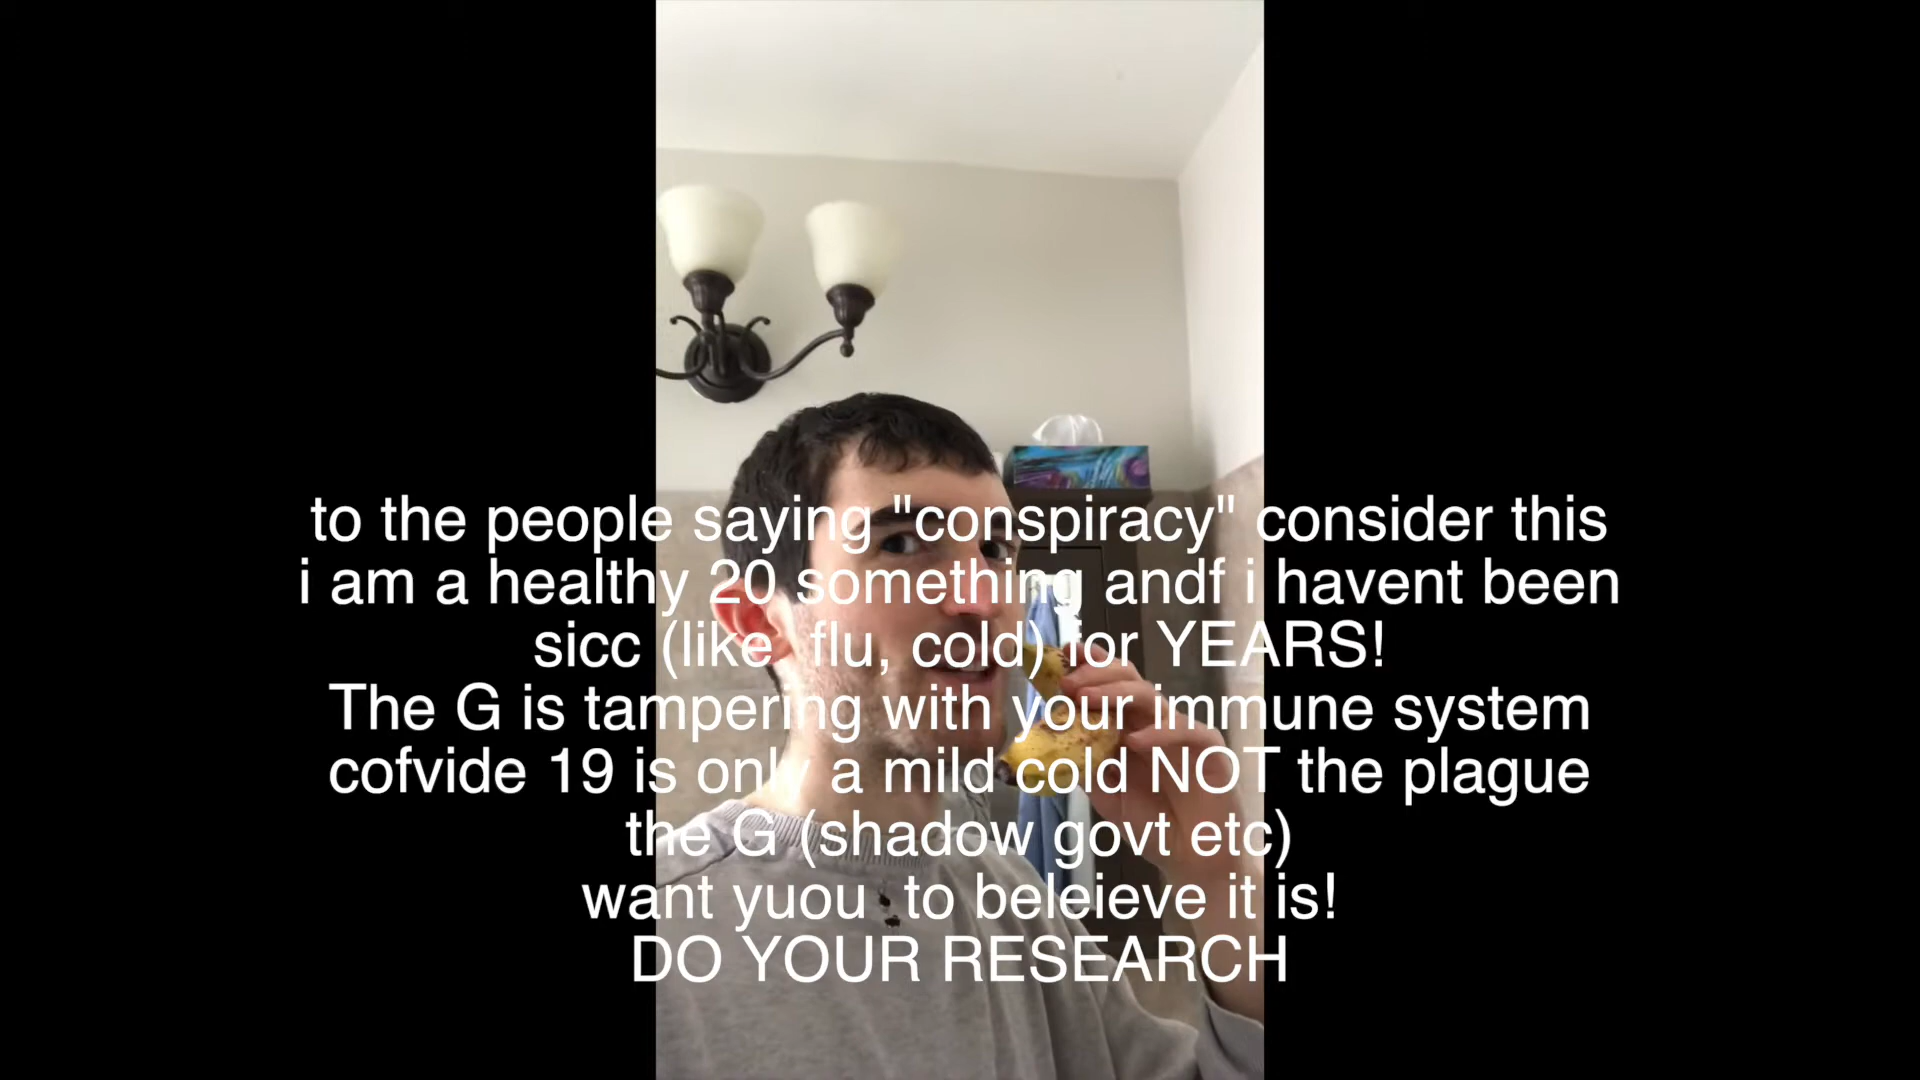 to the people saying "conspiracy" consider this
i am a healthy 20 something andf i havent been
sicc (like  flu, cold) for YEARS!
The G is tampering with your immune system
cofvide 19 is only a mild cold NOT the plague
the G (shadow govt etc)
want yuou  to beleieve it is!
DO YOUR RESEARCH